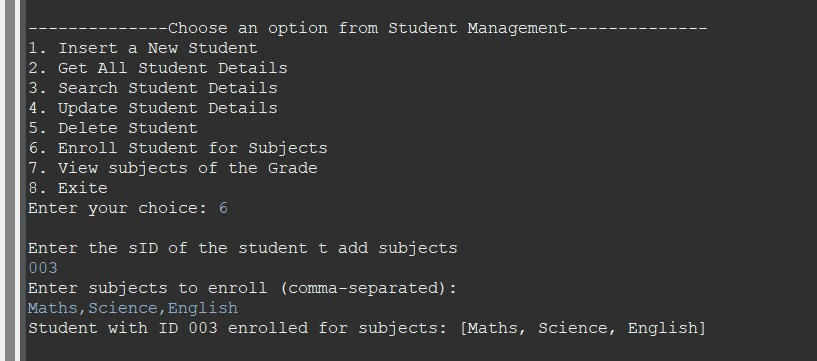 --------------Choose an option from Student Management--------------
1. Insert a New Student
2. Get All Student Details
3. Search Student Details
4. Update Student Details
5. Delete Student
6. Enroll Student for Subjects
7. View subjects of the Grade
8. Exite
Enter your choice: 6
Enter the sID of the student t add subjects
003
Enter subjects to enroll (comma-separated):
Maths,Science,English
Student with ID 003 enrolled for subjects: [Maths, Science, English]